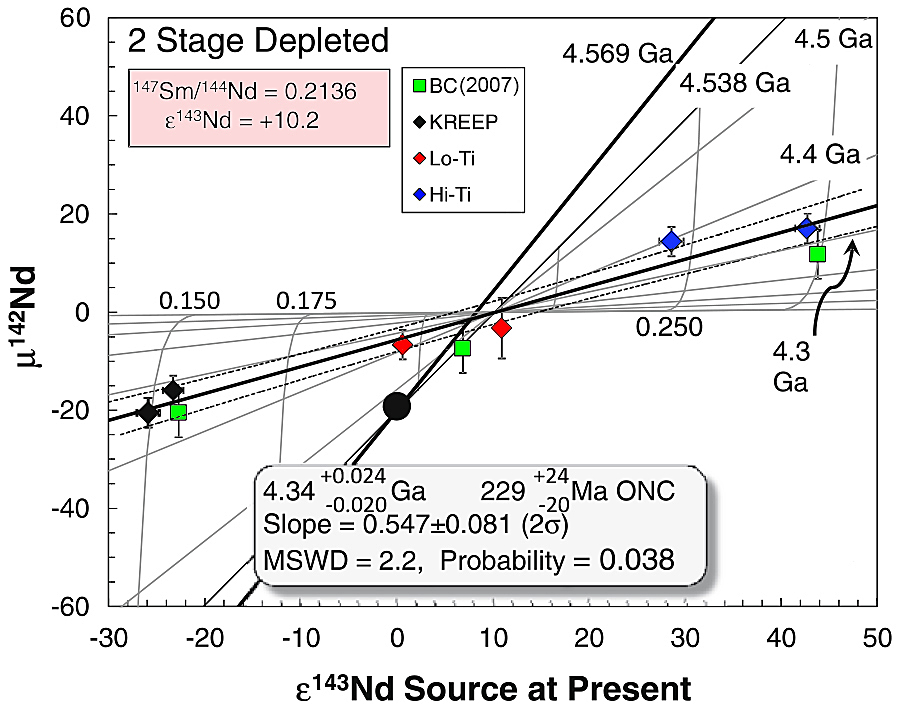 2 Stage Depleted
¹⁴⁷Sm/¹⁴⁴Nd = 0.2136
ε¹⁴³Nd = +10.2
BC(2007)
KREEP
Lo-Ti
Hi-Ti
4.569 Ga
4.538 Ga
4.5 Ga
4.4 Ga
4.3
Ga
0.150
0.175
0.250
4.34 +0.024 -0.020 Ga 229 +24 -20 Ma ONC
Slope = 0.547±0.081 (2σ)
MSWD = 2.2, Probability = 0.038
60
40
20
0
-20
-40
-60
μ¹⁴²Nd
-30 -20 -10 0 10 20 30 40 50
ε¹⁴³Nd Source at Present